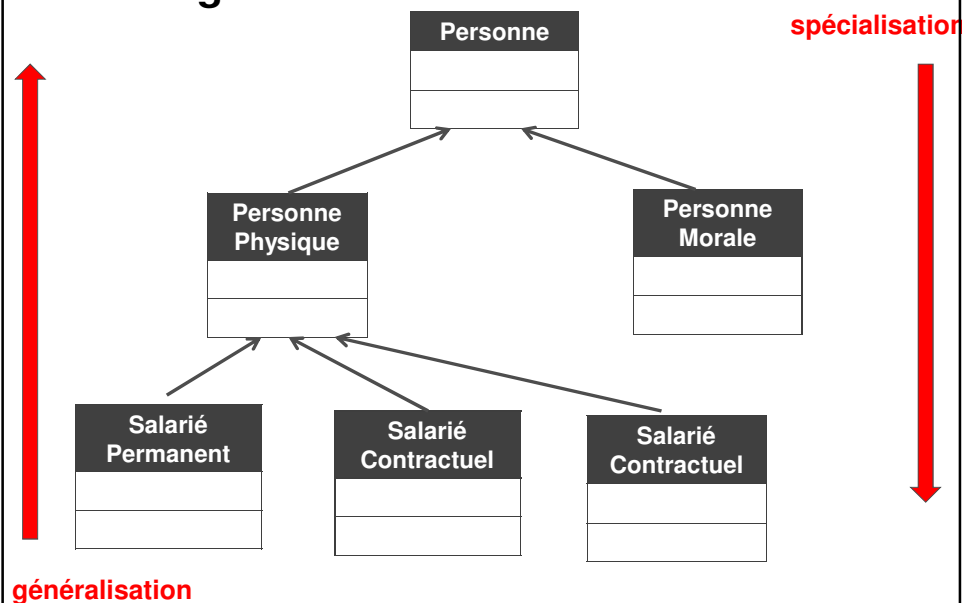 Personne
spécialisation
Personne
Physique
Personne
Morale
Salarié
Permanent
Salarié
Contractuel
Salarié
Contractuel
généralisation